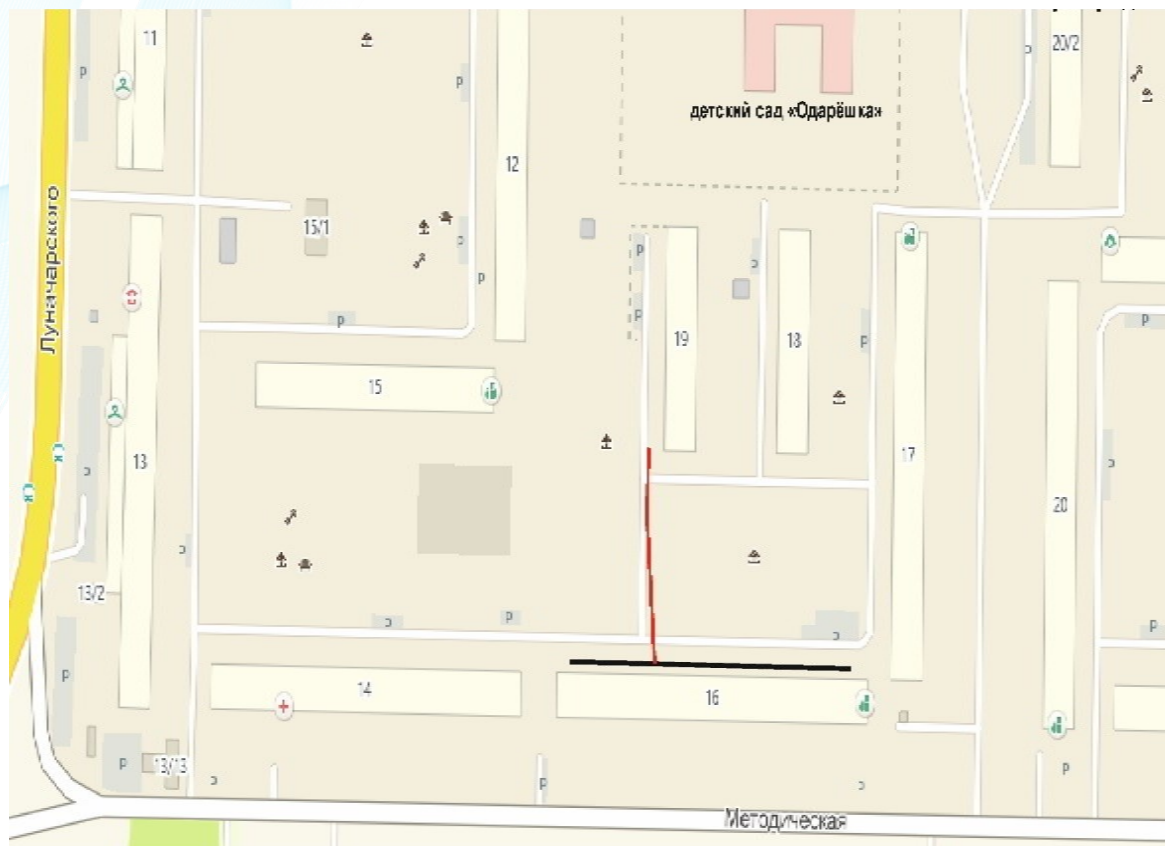 11
20/2
P
P
детский сад «Одарёшка»
12
Луначарского
15/1
P
P
P
P
P
P
19
18
P
15
13
17
20
13/2
P
P
P
14
16
13/13
P
P
P
Методическая